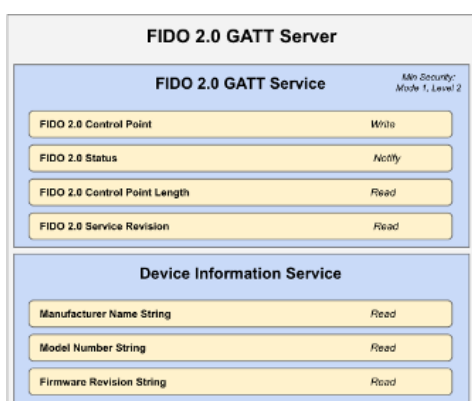 FIDO 2.0 GATT Server
FIDO 2.0 GATT Service
Min Security:
Mode 1, Level 2
FIDO 2.0 Control Point Write
FIDO 2.0 Status Notify
FIDO 2.0 Control Point Length Read
FIDO 2.0 Service Revision Read
Device Information Service
Manufacturer Name String Read
Model Number String Read
Firmware Revision String Read